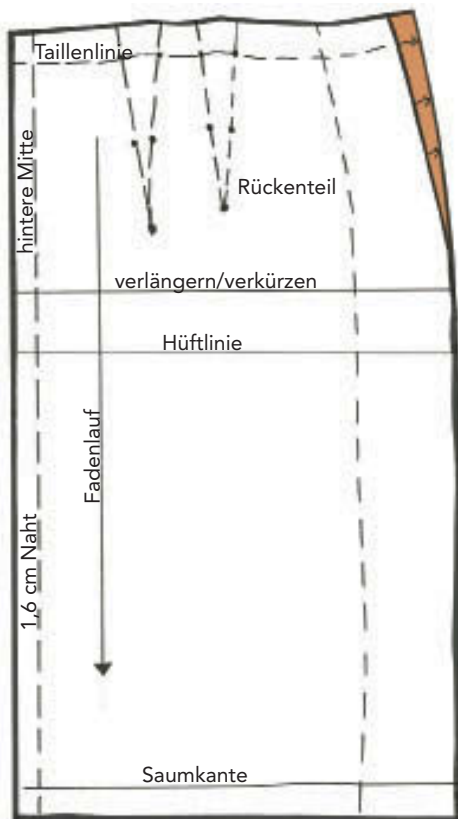 Taillenlinie
hintere Mitte
Rückenteil
verlängern/verkürzen
Hüftlinie
Fadenlauf
1,6 cm Naht
Saumkante